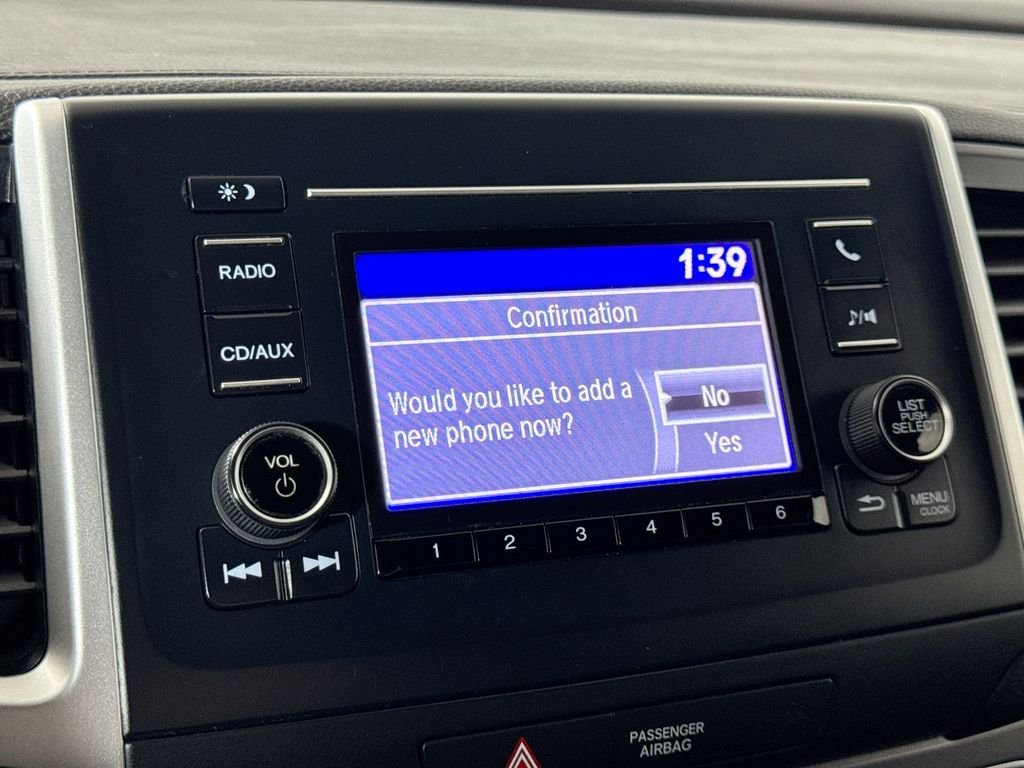 1:39
RADIO
Confirmation
CD/AUX
Would you like to add a
new phone now?
No
Yes
LIST
PUSH
SELECT
VOL
MENU
CLOCK
1 2 3 4 5 6
PASSENGER
AIRBAG